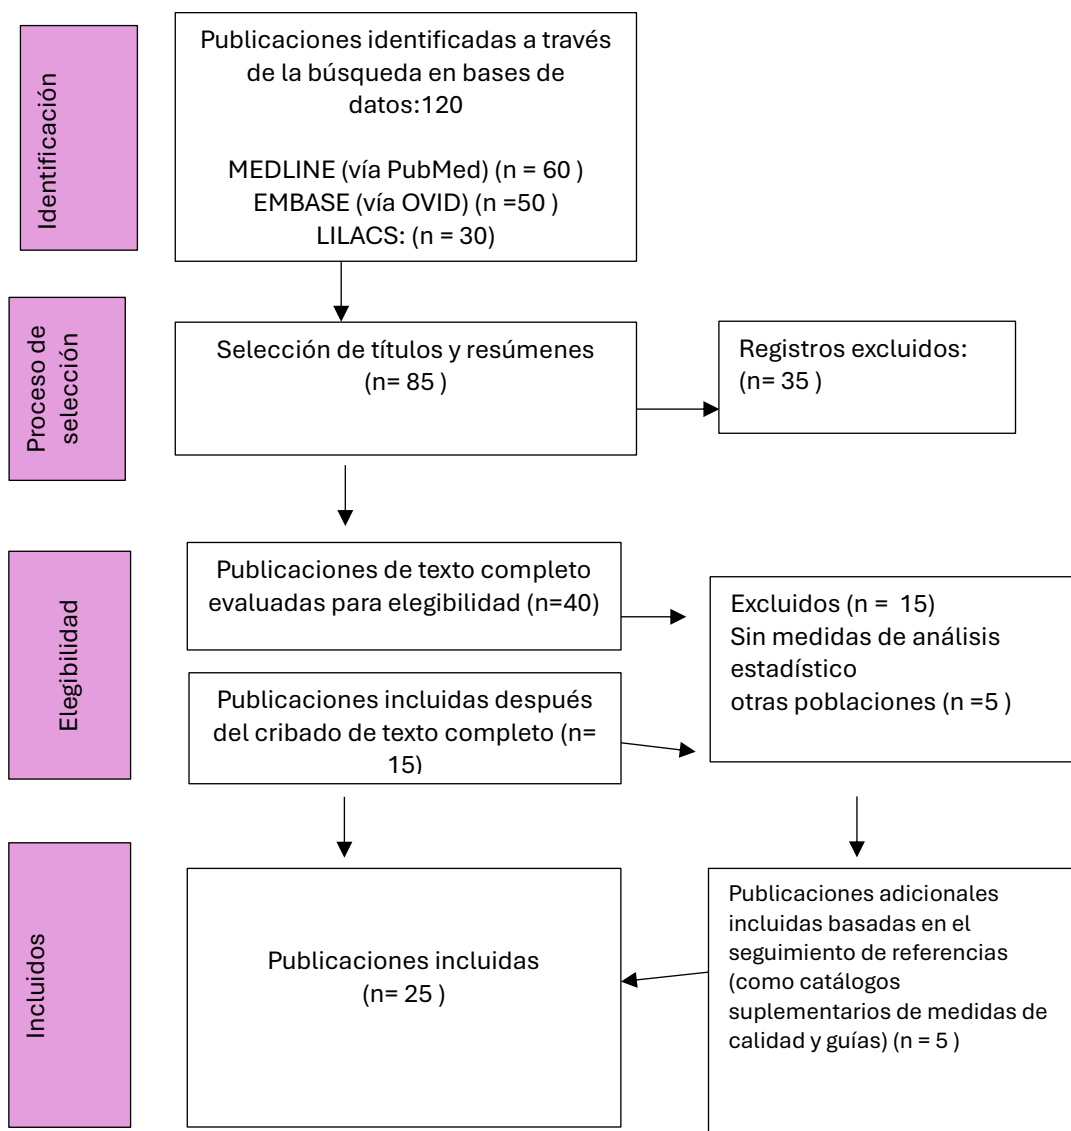 Identificación
Publicaciones identificadas a través
de la búsqueda en bases de
datos:120
MEDLINE (vía PubMed) (n = 60 )
EMBASE (vía OVID) (n =50 )
LILACS: (n = 30)
Proceso de
selección
Selección de títulos y resúmenes
(n= 85 )
Registros excluidos:
(n= 35 )
Elegibilidad
Publicaciones de texto completo
evaluadas para elegibilidad (n=40)
Publicaciones incluidas después
del cribado de texto completo (n=
15)
Excluidos (n = 15)
Sin medidas de análisis
estadístico
otras poblaciones (n =5 )
Incluidos
Publicaciones incluidas
(n= 25 )
Publicaciones adicionales
incluidas basadas en el
seguimiento de referencias
(como catálogos
suplementarios de medidas de
calidad y guías) (n = 5 )